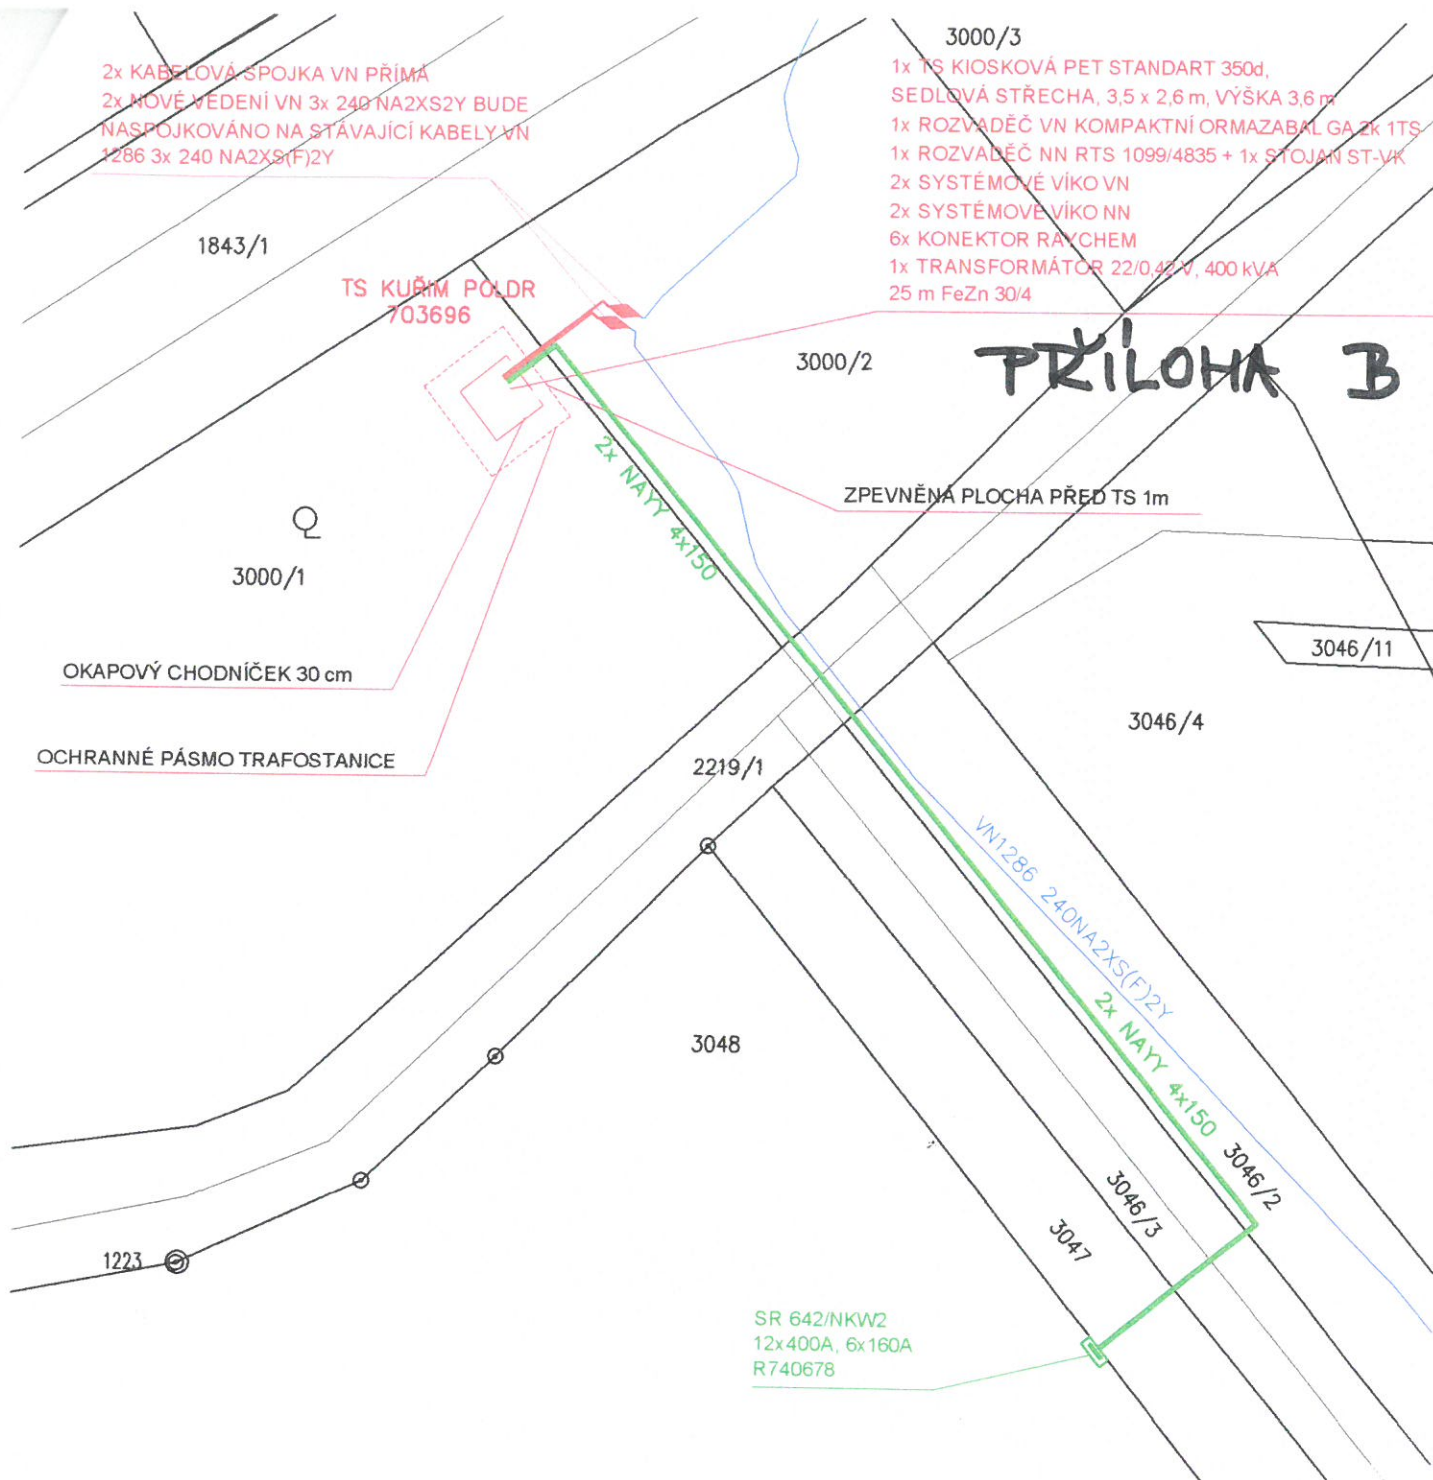 3000/3
2x KABELOVÁ SPOJKA VN PŘÍMÁ
2x NOVÉ VEDENÍ VN 3x 240 NA2XS2Y BUDE
NASPOJKOVÁNO NA STÁVAJÍCÍ KABELY VN
1286 3x 240 NA2XS(F)2Y
1x TS KIOSKOVÁ PET STANDART 350d,
SEDLOVÁ STŘECHA, 3,5 x 2,6 m, VÝŠKA 3,6 m
1x ROZVADĚČ VN KOMPAKTNÍ ORMAZABAL GA 2k 1TS
1x ROZVADĚČ NN RTS 1099/4835 + 1x STOJAN ST-VK
2x SYSTÉMOVÉ VÍKO VN
2x SYSTÉMOVÉ VÍKO NN
6x KONEKTOR RAYCHEM
1x TRANSFORMÁTOR 22/0,42 V, 400 kVA
25 m FeZn 30/4
1843/1
TS KUŘIM POLDR
703696
3000/2
PŘÍLOHA B
2x NAYY 4x150
ZPEVNĚNÁ PLOCHA PŘED TS 1m
3000/1
3046/11
OKAPOVÝ CHODNÍČEK 30 cm
3046/4
OCHRANNÉ PÁSMO TRAFOSTANICE
2219/1
VN1286 240NA2XS(F)2Y
3048
2x NAYY 4x150
3046/2
3046/3
3047
1223
SR 642/NKW2
12x400A, 6x160A
R740678